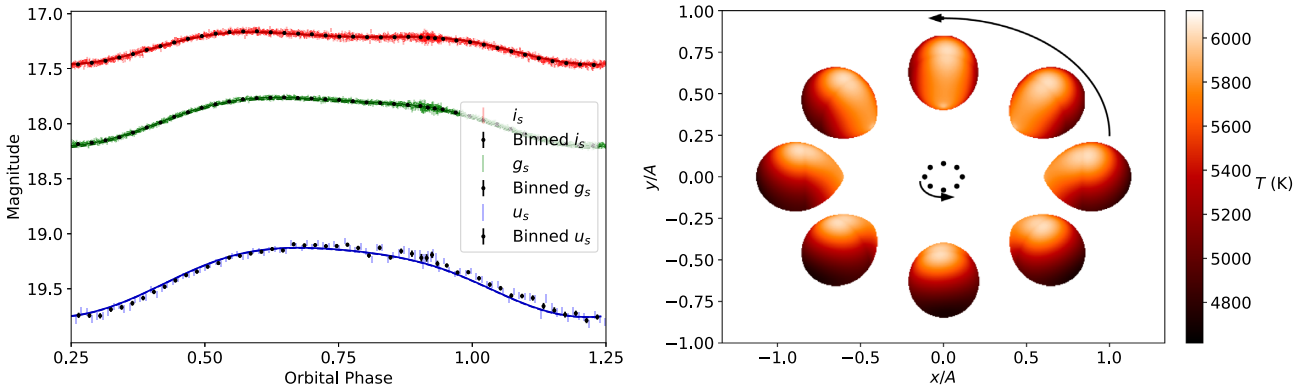 17.0
17.5
18.0
18.5
19.0
19.5
Magnitude
0.25
0.50
0.75
1.00
1.25
Orbital Phase
i_s
Binned i_s
g_s
Binned g_s
u_s
Binned u_s
1.00
0.75
0.50
0.25
0.00
−0.25
−0.50
−0.75
−1.00
y/A
−1.0
−0.5
0.0
0.5
1.0
x/A
6000
5800
5600
5400
5200
5000
4800
T (K)